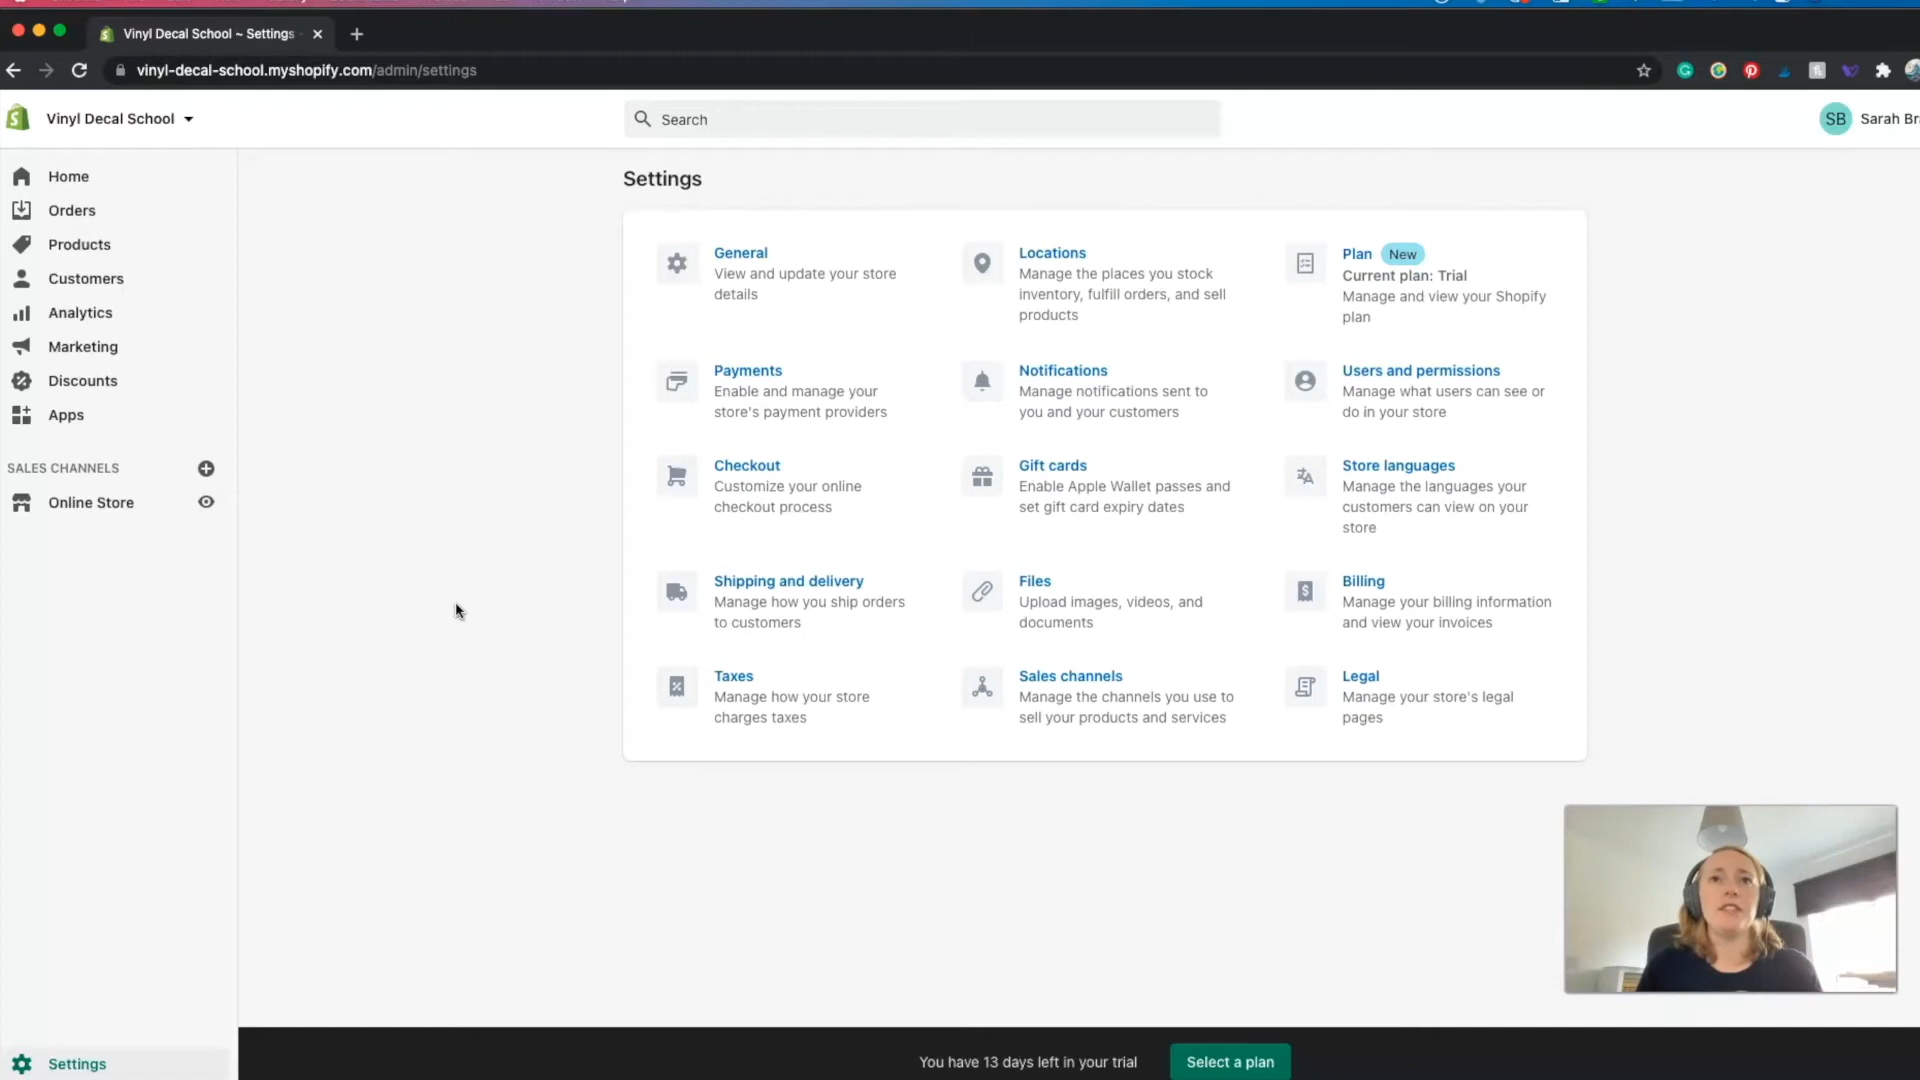 Vinyl Decal School ~ Settings
vinyl-decal-school.myshopify.com/admin/settings
Vinyl Decal School
Search
SB
Sarah Br
Home
Orders
Products
Customers
Analytics
Marketing
Discounts
Apps
SALES CHANNELS
Online Store
Settings
Settings
General
View and update your store
details
Locations
Manage the places you stock
inventory, fulfill orders, and sell
products
Plan New
Current plan: Trial
Manage and view your Shopify
plan
Payments
Enable and manage your
store's payment providers
Notifications
Manage notifications sent to
you and your customers
Users and permissions
Manage what users can see or
do in your store
Checkout
Customize your online
checkout process
Gift cards
Enable Apple Wallet passes and
set gift card expiry dates
Store languages
Manage the languages your
customers can view on your
store
Shipping and delivery
Manage how you ship orders
to customers
Files
Upload images, videos, and
documents
Billing
Manage your billing information
and view your invoices
Taxes
Manage how your store
charges taxes
Sales channels
Manage the channels you use to
sell your products and services
Legal
Manage your store's legal
pages
You have 13 days left in your trial
Select a plan